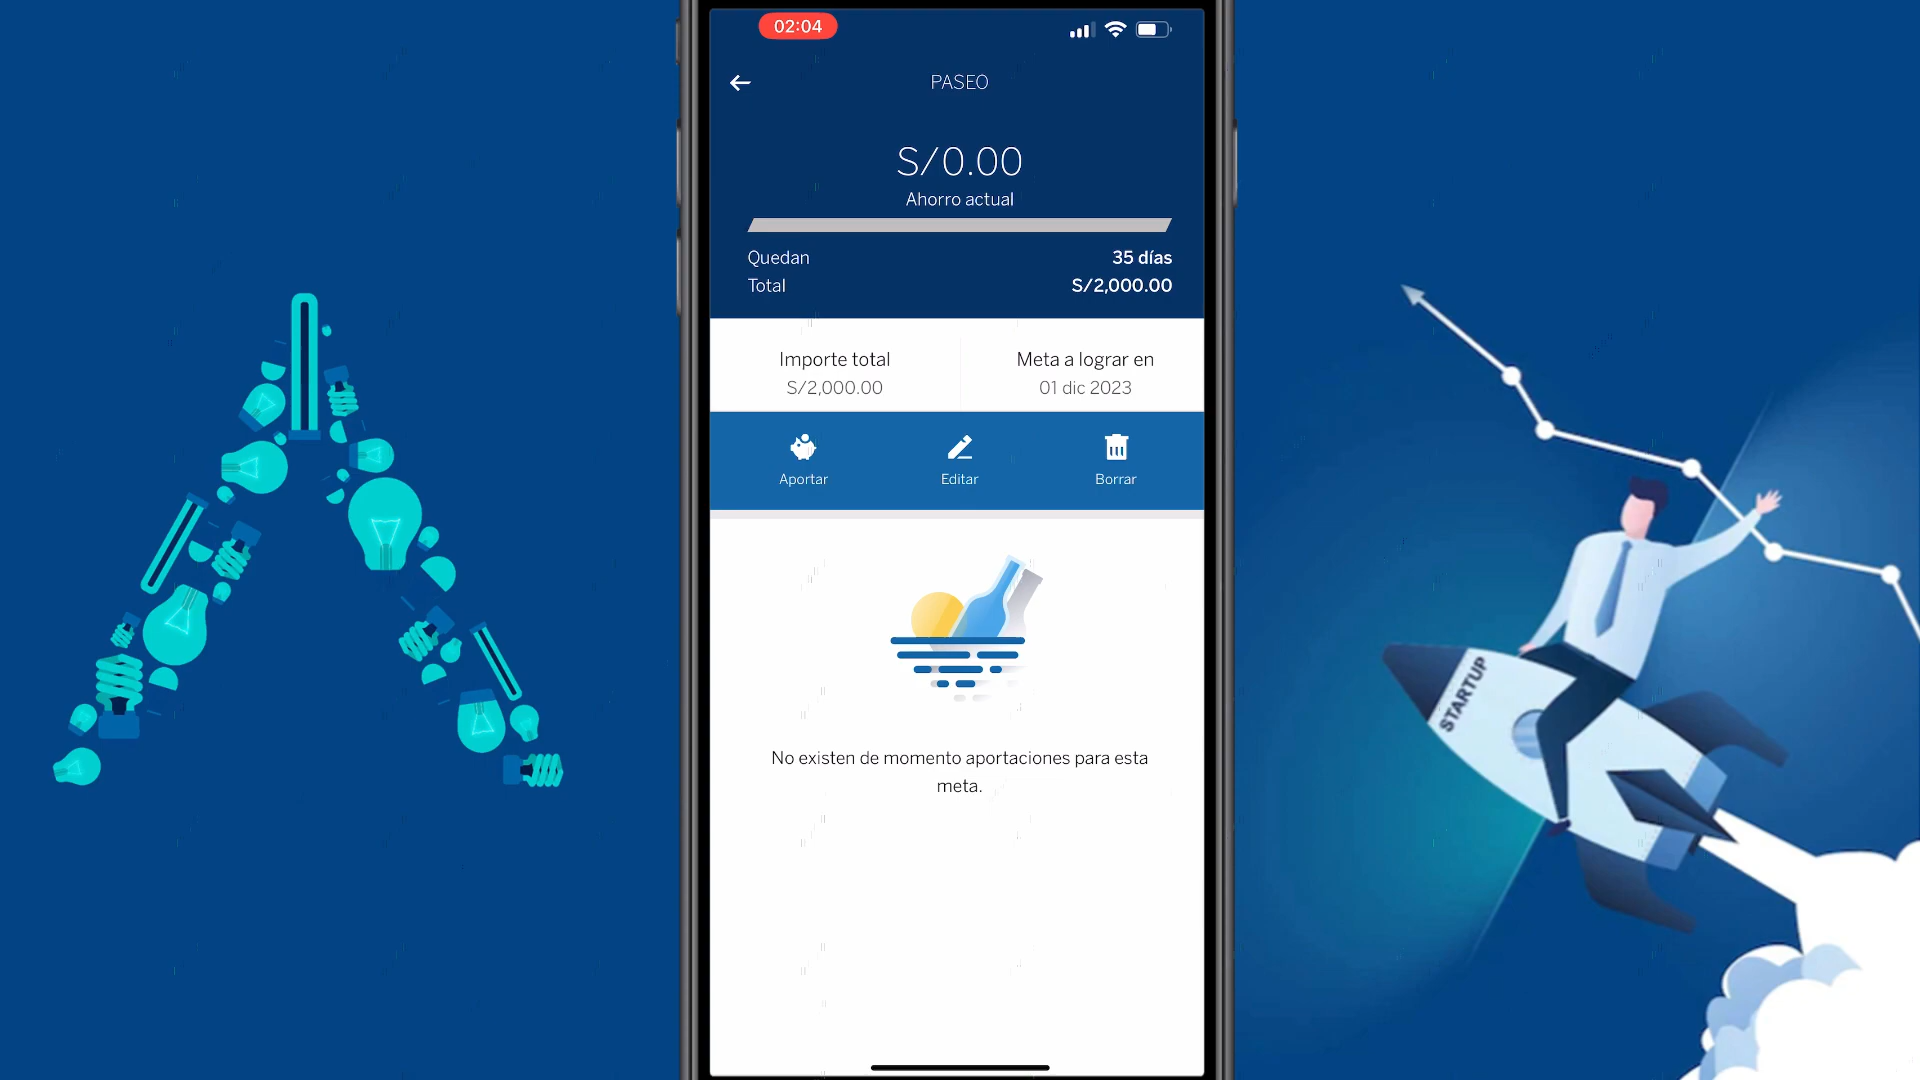 02:04
PASEO
S/0.00
Ahorro actual
Quedan 35 días
Total S/2,000.00
Importe total
S/2,000.00
Meta a lograr en
01 dic 2023
Aportar
Editar
Borrar
No existen de momento aportaciones para esta
meta.
STARTUP